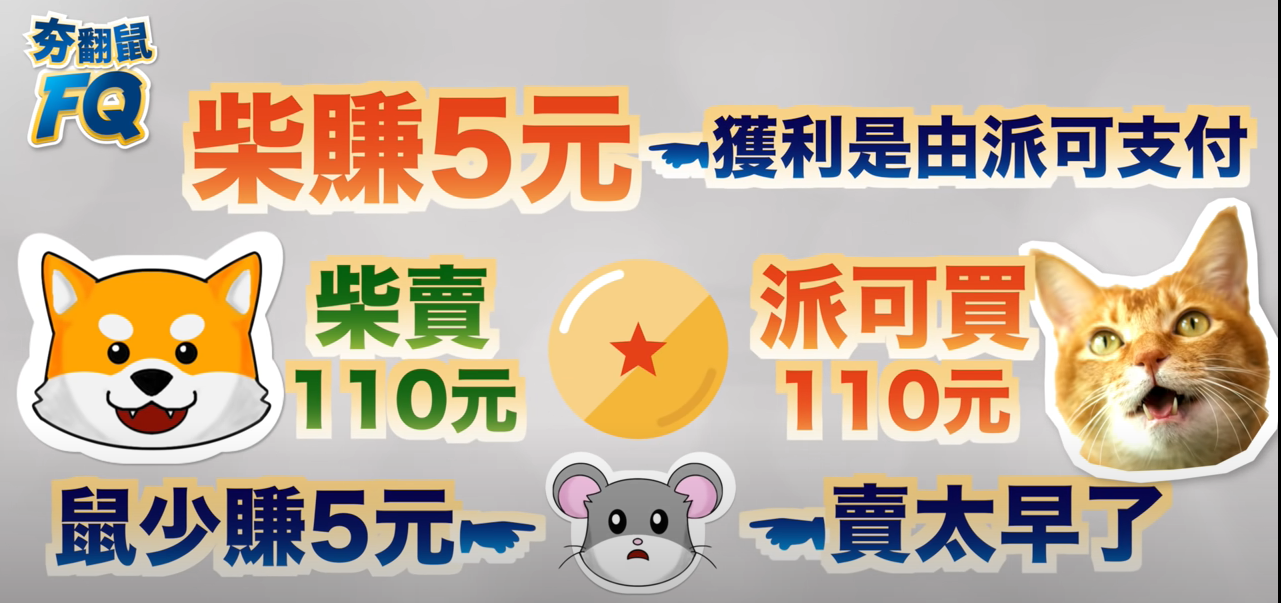 夯翻鼠
FQ
柴賺5元
獲利是由派可支付
柴賣
110元
派可買
110元
鼠少賺5元
賣太早了